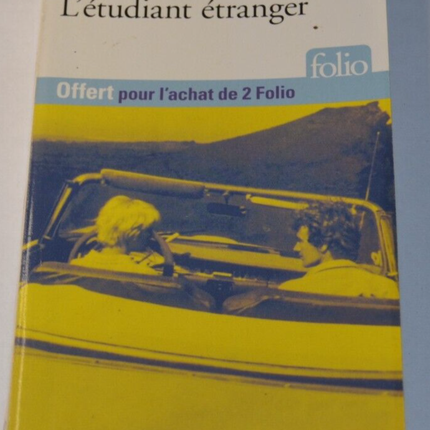 L'étudiant étranger
folio
Offert pour l'achat de 2 Folio